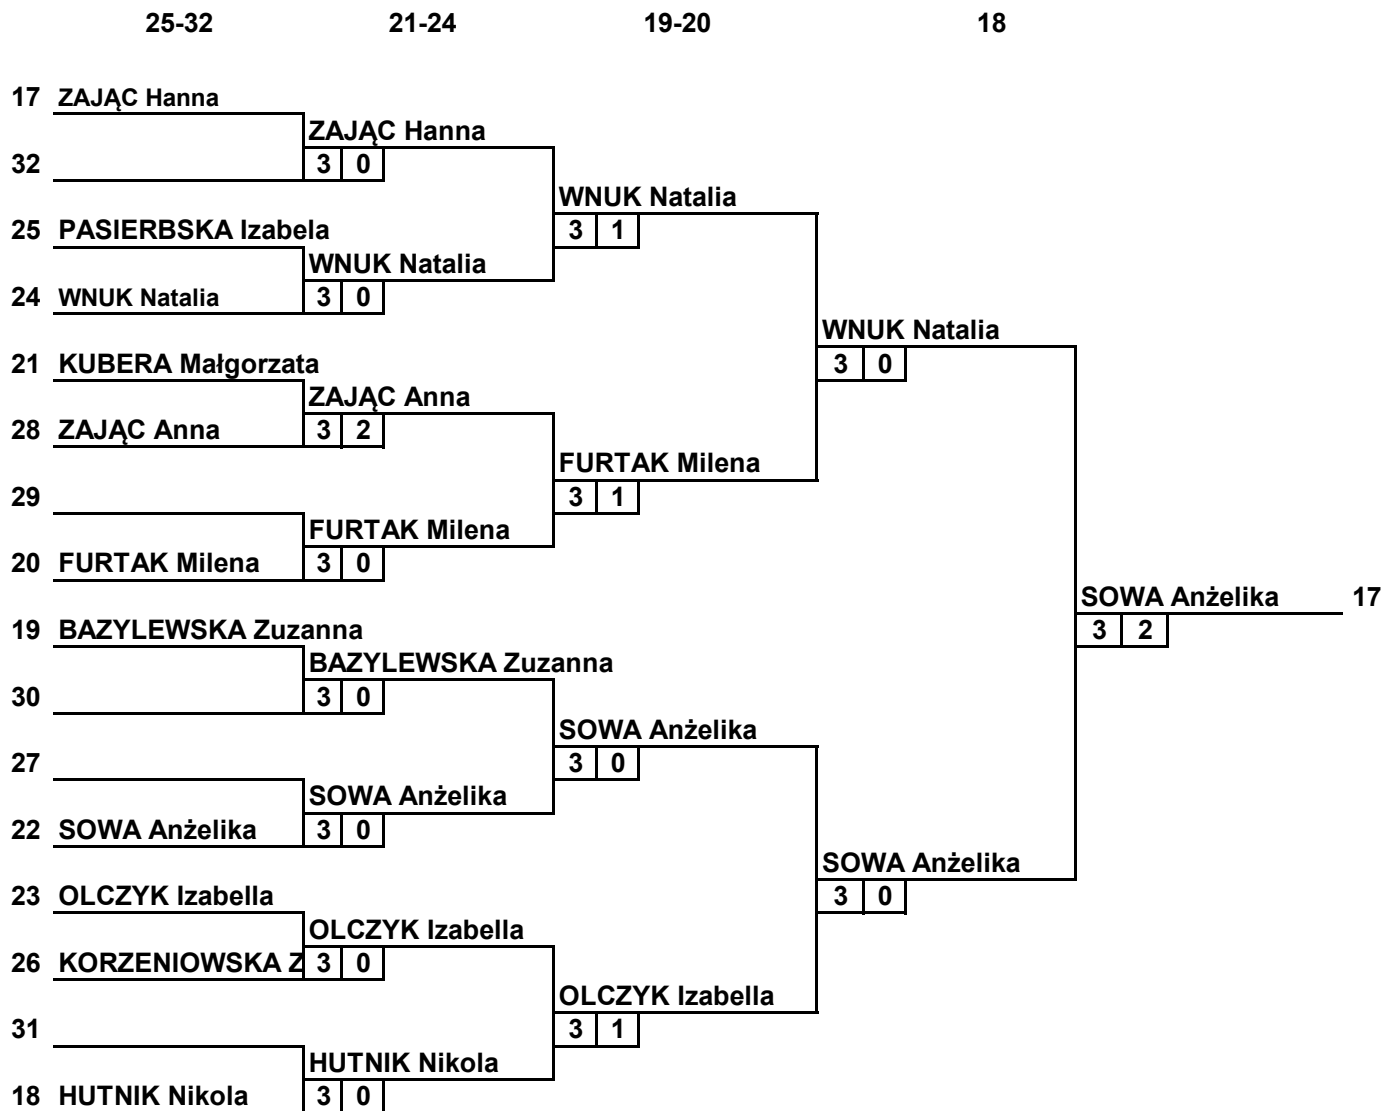 25-32 21-24 19-20 18
17 ZAJĄC Hanna
ZAJĄC Hanna
32 3 0
WNUK Natalia
25 PASIERBSKA Izabela 3 1
WNUK Natalia
24 WNUK Natalia 3 0
WNUK Natalia
21 KUBERA Małgorzata 3 0
ZAJĄC Anna
28 ZAJĄC Anna 3 2
FURTAK Milena
29 3 1
FURTAK Milena
20 FURTAK Milena 3 0
SOWA Anżelika 17
19 BAZYLEWSKA Zuzanna 3 2
BAZYLEWSKA Zuzanna
30 3 0
SOWA Anżelika
27 3 0
SOWA Anżelika
22 SOWA Anżelika 3 0
SOWA Anżelika
23 OLCZYK Izabella 3 0
OLCZYK Izabella
26 KORZENIOWSKA Z 3 0
OLCZYK Izabella
31 3 1
HUTNIK Nikola
18 HUTNIK Nikola 3 0